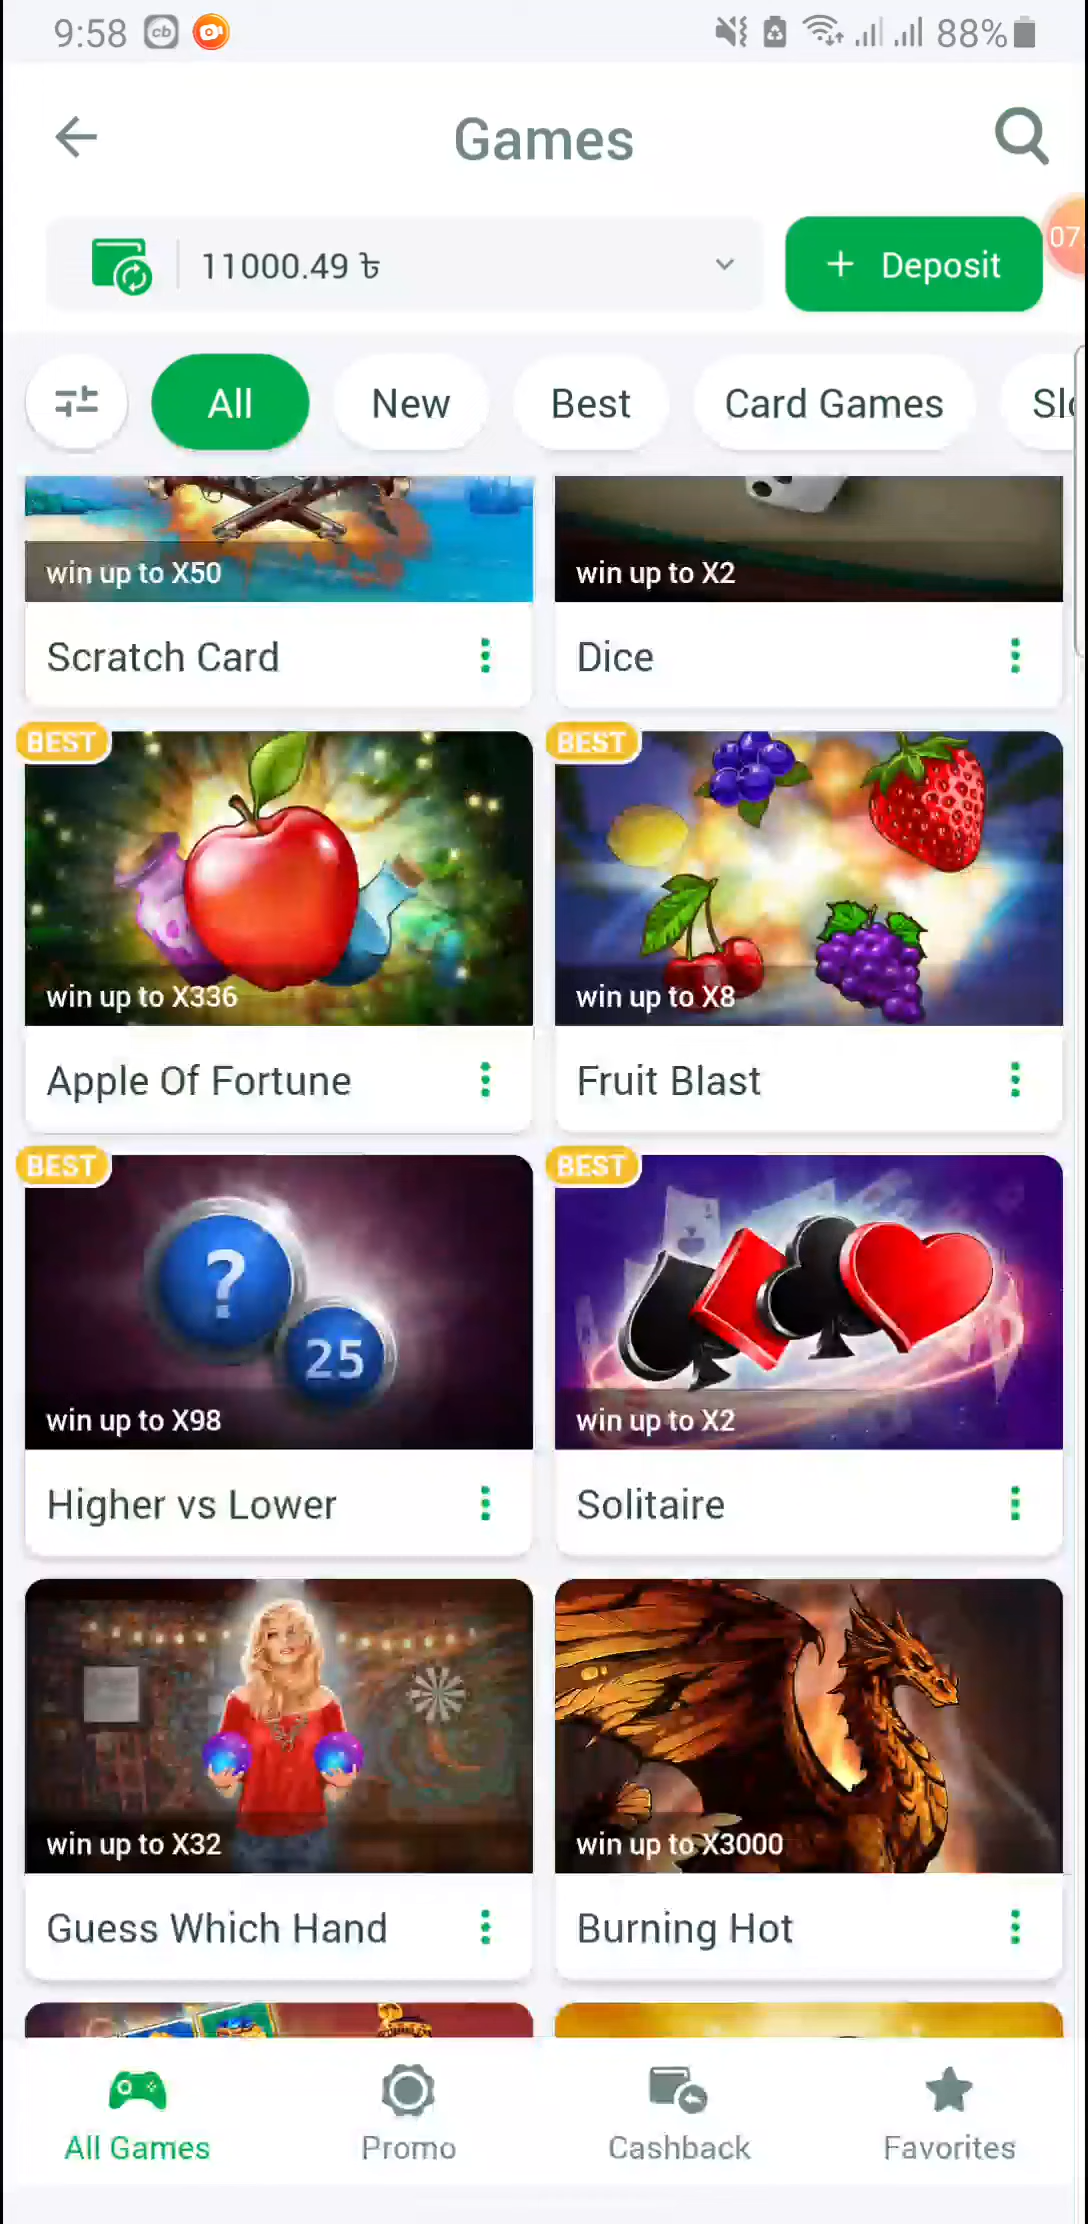 9:58 cb 88%
Games
11000.49 ৳ + Deposit 07
All New Best Card Games
win up to X50 win up to X2
Scratch Card Dice
BEST BEST
win up to X336 win up to X8
Apple Of Fortune Fruit Blast
BEST BEST
? 25
win up to X98 win up to X2
Higher vs Lower Solitaire
win up to X32 win up to X3000
Guess Which Hand Burning Hot
All Games Promo Cashback Favorites